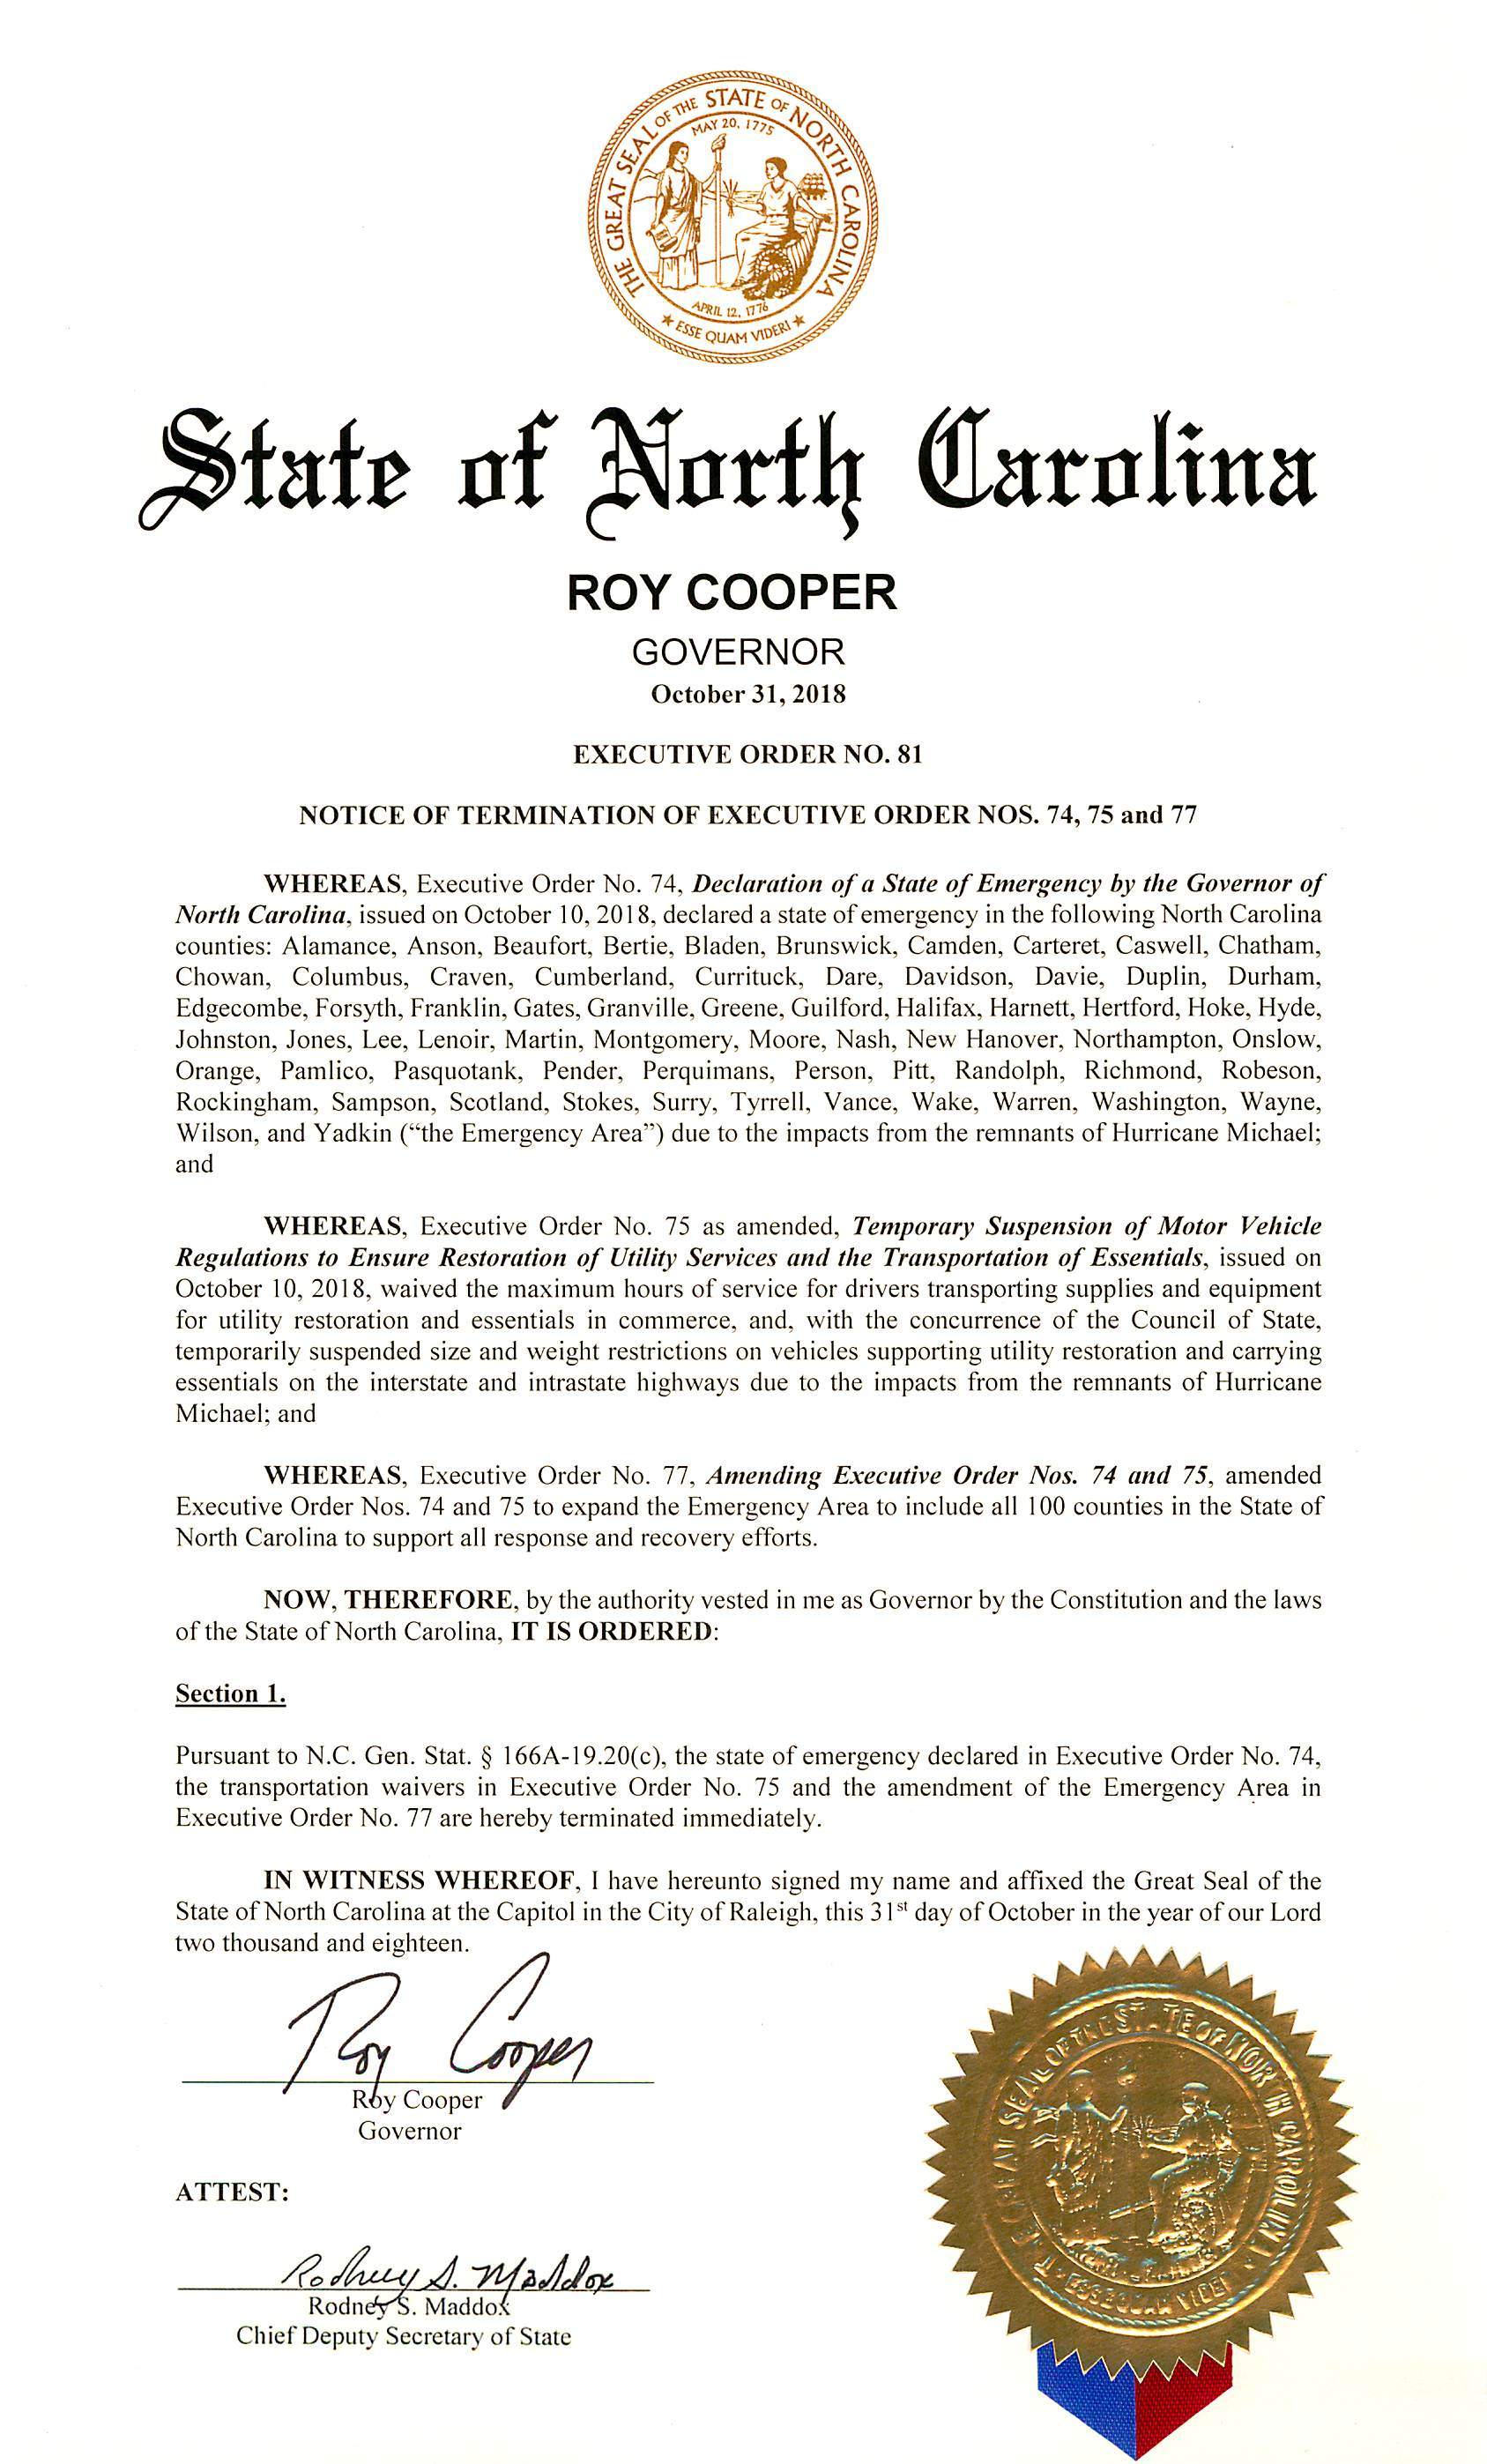 THE GREAT SEAL OF THE STATE OF NORTH CAROLINA
MAY 20, 1775
APRIL 12, 1776
★ ESSE QUAM VIDERI ★
State of North Carolina
ROY COOPER
GOVERNOR
October 31, 2018
EXECUTIVE ORDER NO. 81
NOTICE OF TERMINATION OF EXECUTIVE ORDER NOS. 74, 75 and 77
WHEREAS, Executive Order No. 74, Declaration of a State of Emergency by the Governor of
North Carolina, issued on October 10, 2018, declared a state of emergency in the following North Carolina
counties: Alamance, Anson, Beaufort, Bertie, Bladen, Brunswick, Camden, Carteret, Caswell, Chatham,
Chowan, Columbus, Craven, Cumberland, Currituck, Dare, Davidson, Davie, Duplin, Durham,
Edgecombe, Forsyth, Franklin, Gates, Granville, Greene, Guilford, Halifax, Harnett, Hertford, Hoke, Hyde,
Johnston, Jones, Lee, Lenoir, Martin, Montgomery, Moore, Nash, New Hanover, Northampton, Onslow,
Orange, Pamlico, Pasquotank, Pender, Perquimans, Person, Pitt, Randolph, Richmond, Robeson,
Rockingham, Sampson, Scotland, Stokes, Surry, Tyrrell, Vance, Wake, Warren, Washington, Wayne,
Wilson, and Yadkin (“the Emergency Area”) due to the impacts from the remnants of Hurricane Michael;
and
WHEREAS, Executive Order No. 75 as amended, Temporary Suspension of Motor Vehicle
Regulations to Ensure Restoration of Utility Services and the Transportation of Essentials, issued on
October 10, 2018, waived the maximum hours of service for drivers transporting supplies and equipment
for utility restoration and essentials in commerce, and, with the concurrence of the Council of State,
temporarily suspended size and weight restrictions on vehicles supporting utility restoration and carrying
essentials on the interstate and intrastate highways due to the impacts from the remnants of Hurricane
Michael; and
WHEREAS, Executive Order No. 77, Amending Executive Order Nos. 74 and 75, amended
Executive Order Nos. 74 and 75 to expand the Emergency Area to include all 100 counties in the State of
North Carolina to support all response and recovery efforts.
NOW, THEREFORE, by the authority vested in me as Governor by the Constitution and the laws
of the State of North Carolina, IT IS ORDERED:
Section 1.
Pursuant to N.C. Gen. Stat. § 166A-19.20(c), the state of emergency declared in Executive Order No. 74,
the transportation waivers in Executive Order No. 75 and the amendment of the Emergency Area in
Executive Order No. 77 are hereby terminated immediately.
IN WITNESS WHEREOF, I have hereunto signed my name and affixed the Great Seal of the
State of North Carolina at the Capitol in the City of Raleigh, this 31st day of October in the year of our Lord
two thousand and eighteen.
Roy Cooper
Roy Cooper
Governor
ATTEST:
Rodney S. Maddox
Rodney S. Maddox
Chief Deputy Secretary of State
SEAL OF THE STATE OF NORTH CAROLINA
ESSE QUAM VIDERI